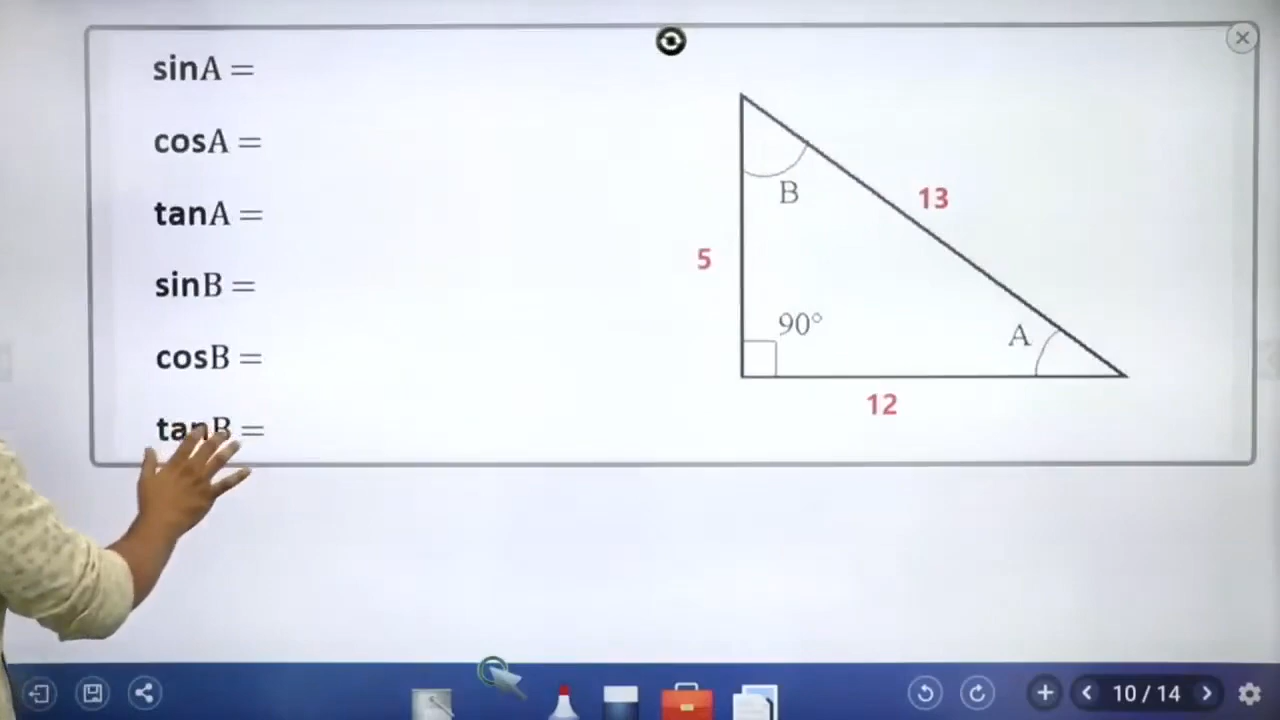 sinA =
cosA =
tanA =
sinB =
cosB =
tanB =
B
13
5
90°
A
12
10 / 14